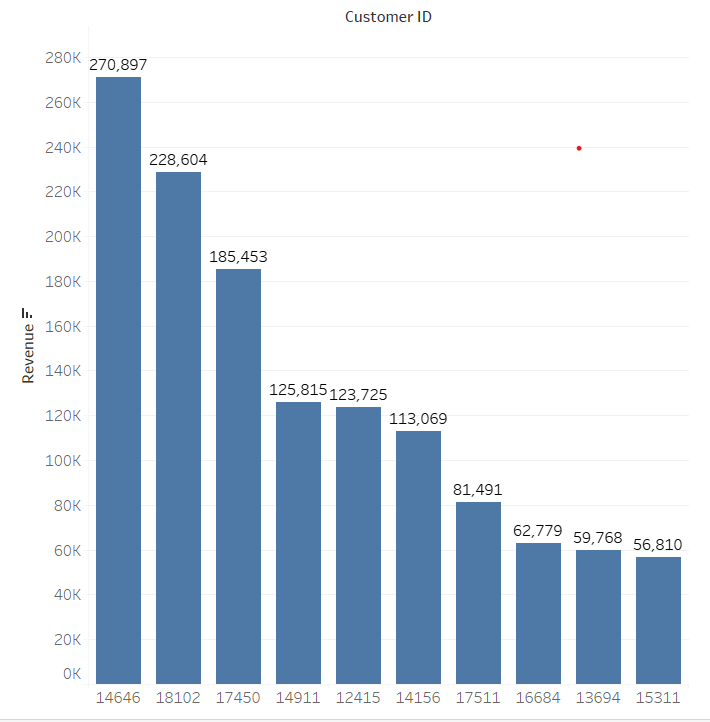 Customer ID
280K
260K
240K
220K
200K
180K
160K
140K
120K
100K
80K
60K
40K
20K
0K
Revenue
270,897
228,604
185,453
125,815
123,725
113,069
81,491
62,779
59,768
56,810
14646 18102 17450 14911 12415 14156 17511 16684 13694 15311